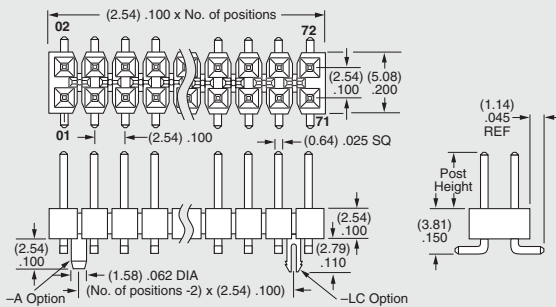 (2.54) .100 x No. of positions
02
72
(2.54)
.100
(5.08)
.200
01
(2.54) .100
71
(0.64) .025 SQ
(1.14)
.045
REF
Post
Height
(2.54)
.100
(3.81)
.150
(2.54)
.100
(2.79)
.110
(1.58) .062 DIA
–A Option
(No. of positions -2) x (2.54) .100)
–LC Option